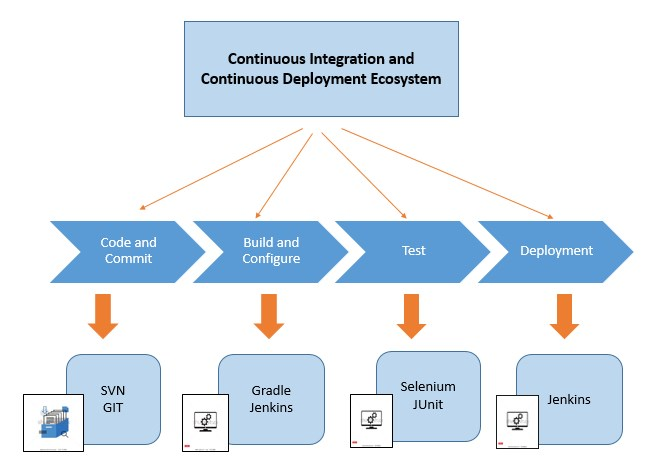 Continuous Integration and
Continuous Deployment Ecosystem
Code and
Commit
Build and
Configure
Test
Deployment
SVN
GIT
Gradle
Jenkins
Selenium
JUnit
Jenkins